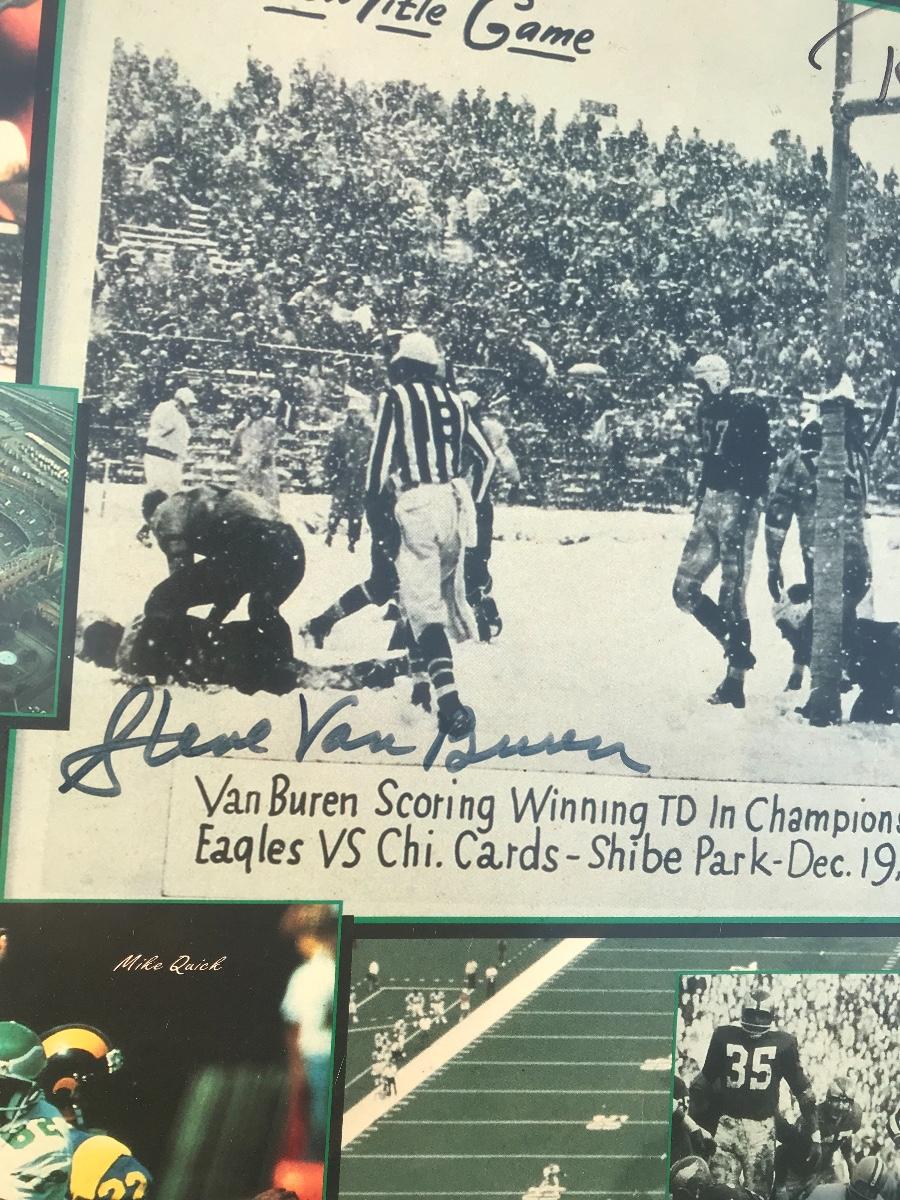 Title Game
Steve Van Buren
Van Buren Scoring Winning TD In Champions
Eagles VS Chi. Cards - Shibe Park - Dec. 19,
Mike Quick
35